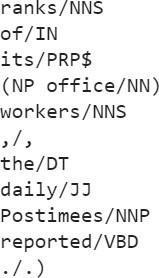 ranks/NNS
of/IN
its/PRP$
(NP office/NN)
workers/NNS
,/,
the/DT
daily/JJ
Postimees/NNP
reported/VBD
./.)